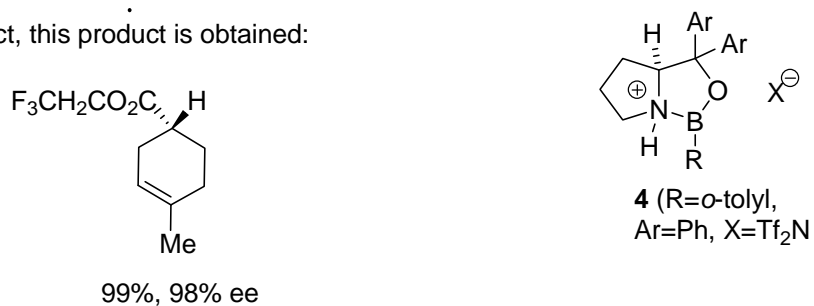 ct, this product is obtained:
F₃CH₂CO₂C
H
Me
99%, 98% ee
H
Ar
Ar
⊕
N
H
B
O
R
X⊖
4 (R=o-tolyl,
Ar=Ph, X=Tf₂N